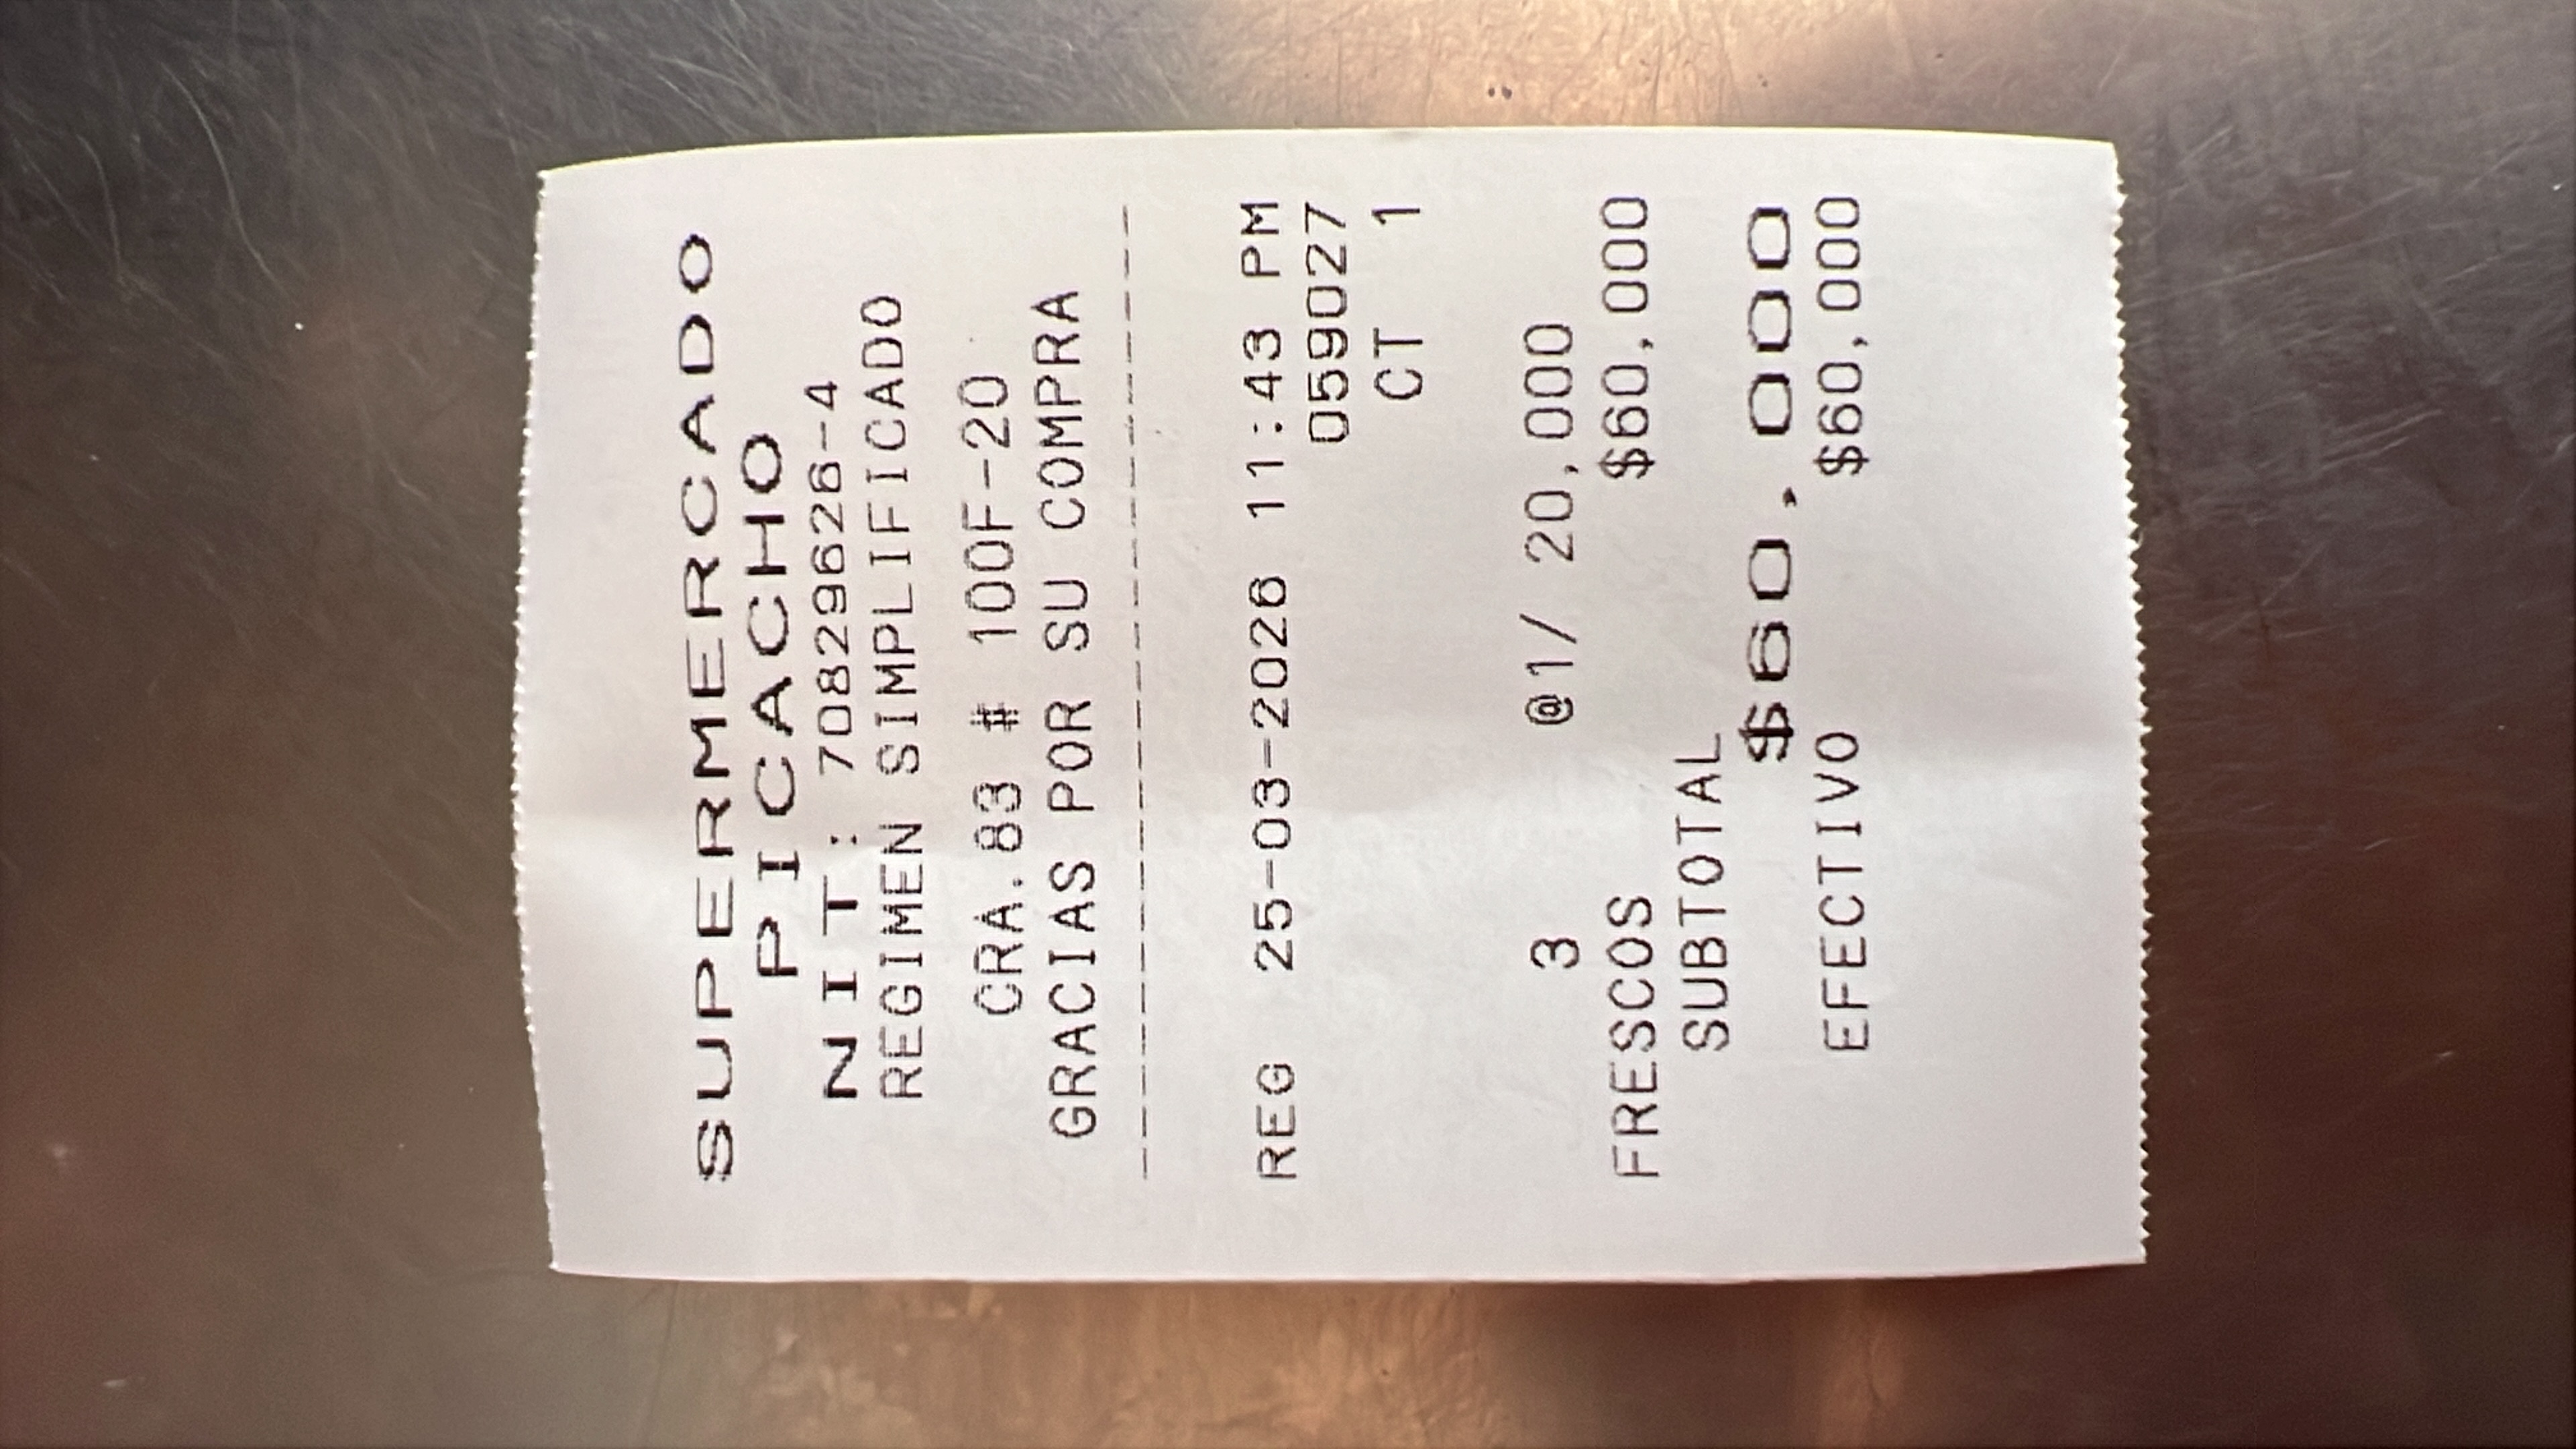 SUPERMERCADO
PICACHO
NIT: 70829626-4
REGIMEN SIMPLIFICADO
CRA.83 # 100F-20
GRACIAS POR SU COMPRA
------------------------
REG 25-03-2026 11:43 PM
0590027
CT 1
3 @1/ 20,000
FRESCOS $60,000
SUBTOTAL
$60,000
EFECTIVO $60,000